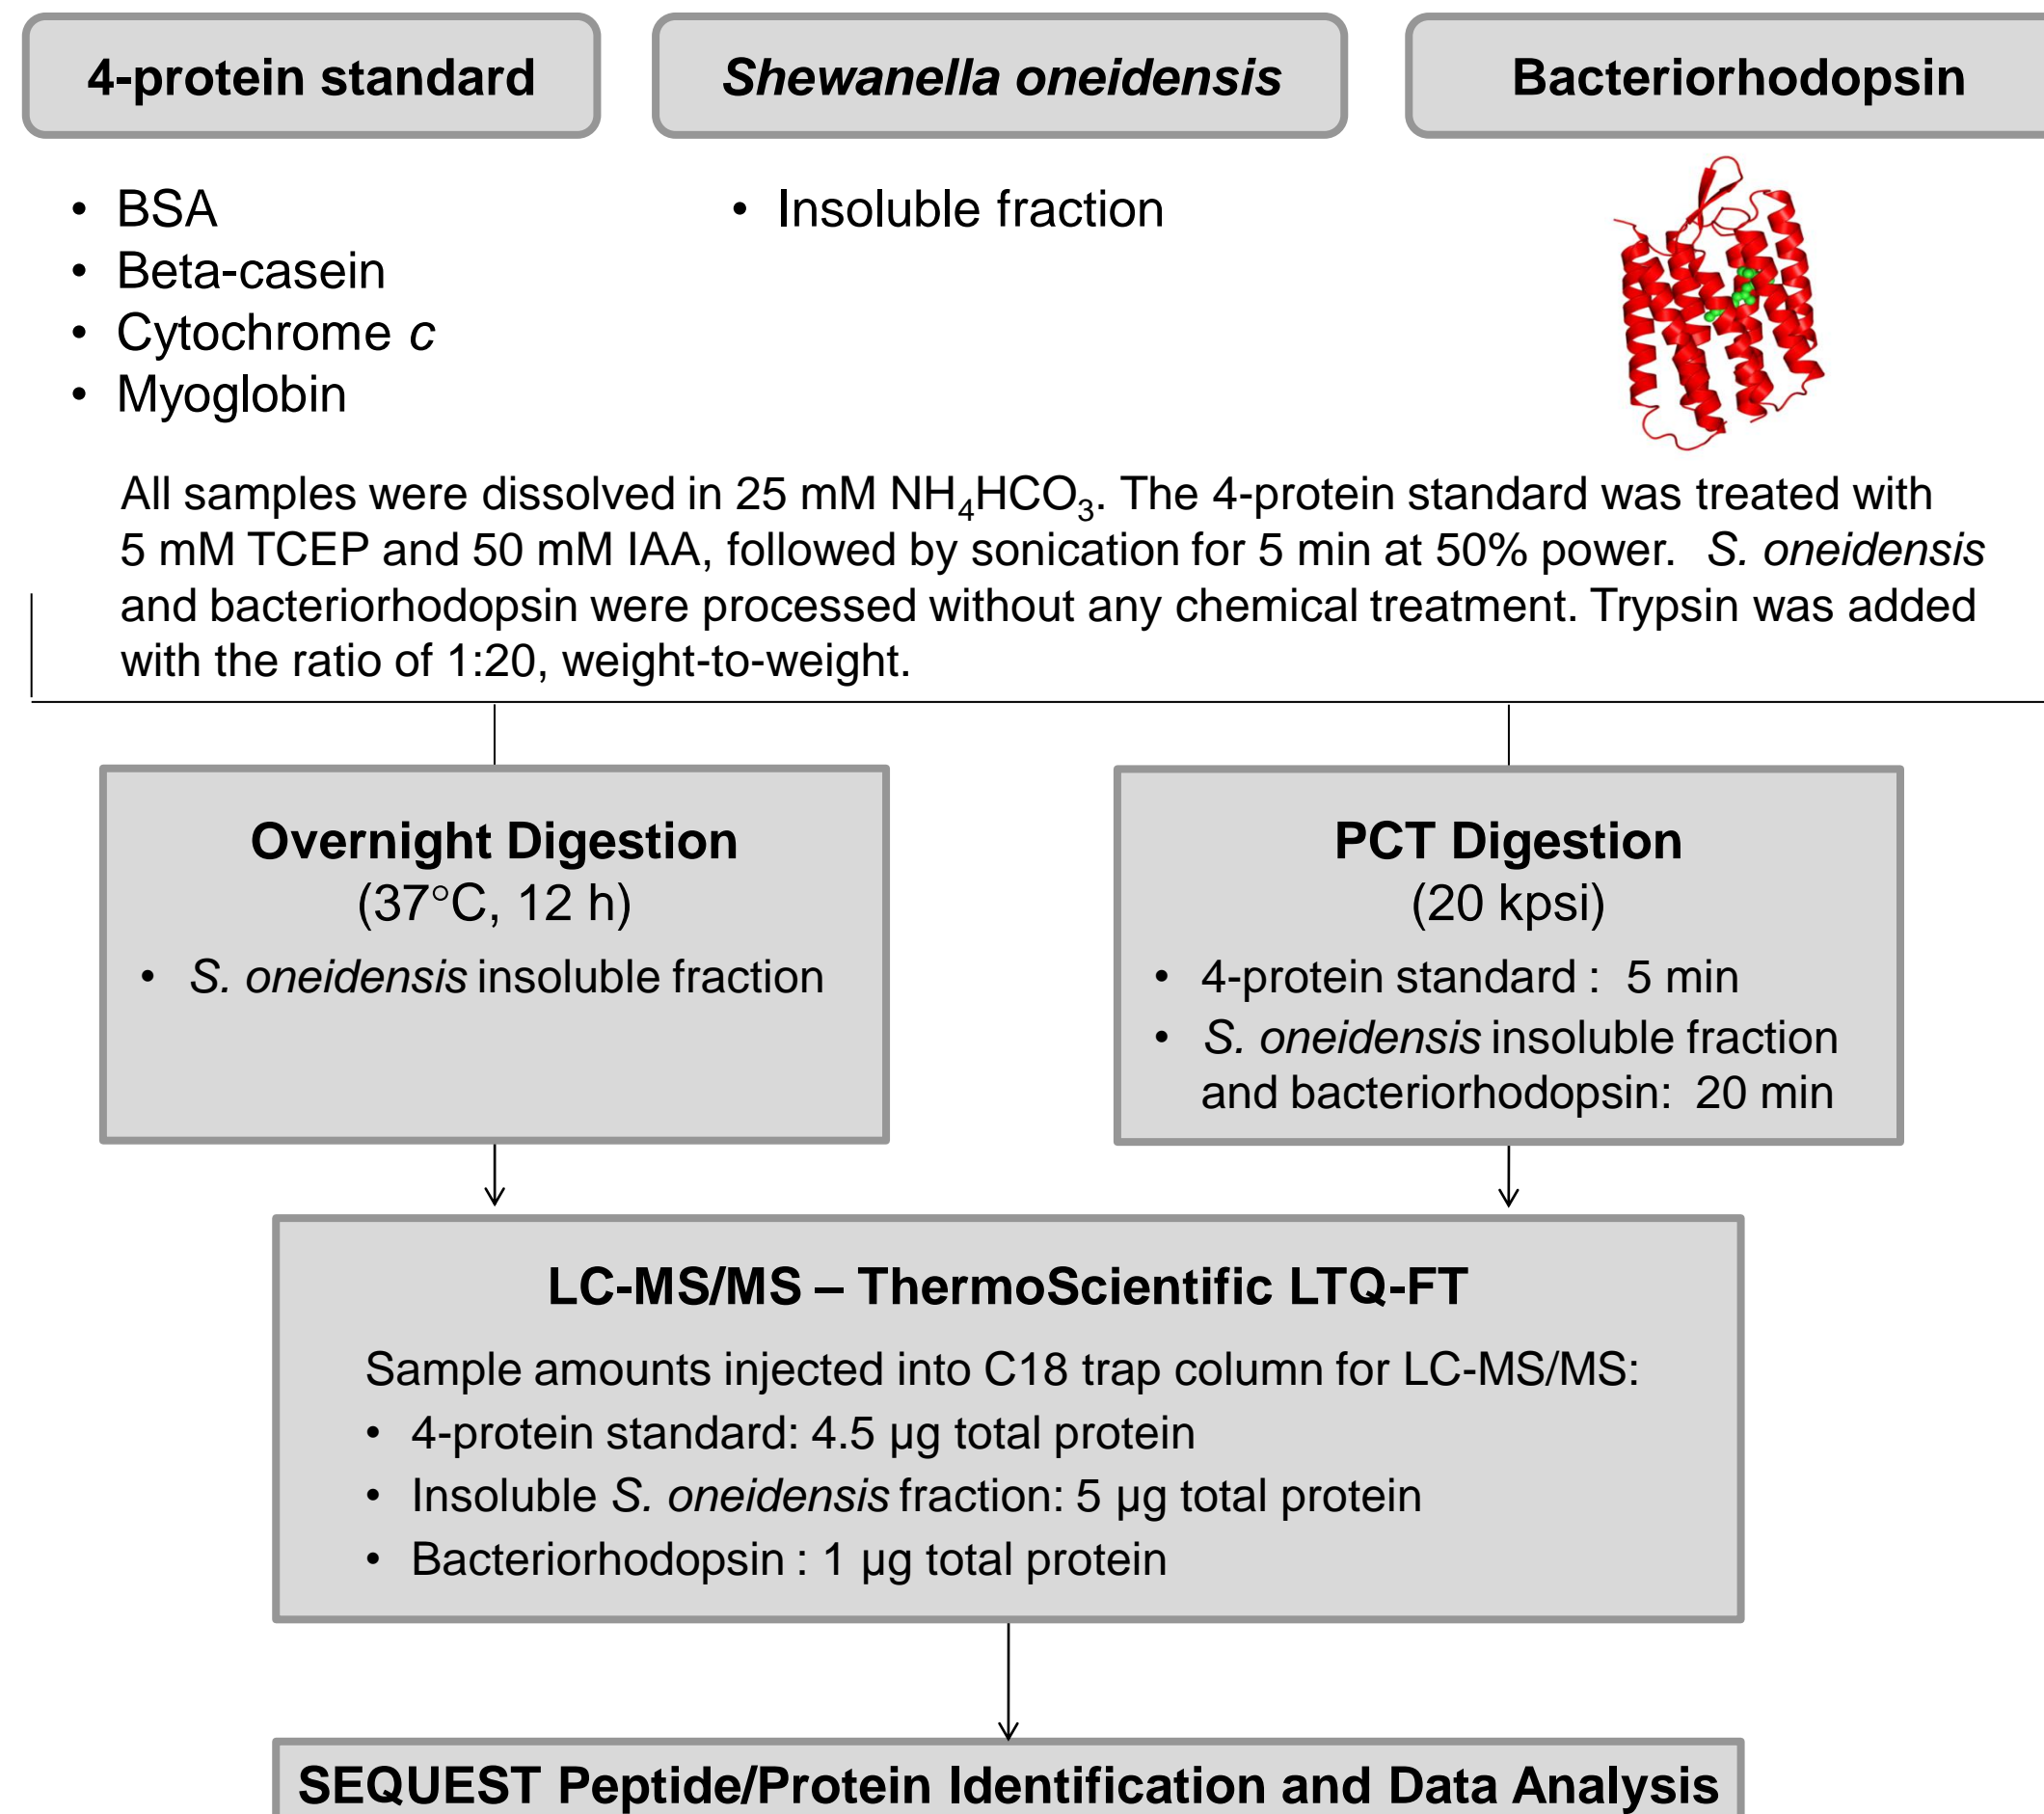 4-protein standard
Shewanella oneidensis
Bacteriorhodopsin
• BSA
• Beta-casein
• Cytochrome c
• Myoglobin
• Insoluble fraction
All samples were dissolved in 25 mM NH₄HCO₃. The 4-protein standard was treated with
5 mM TCEP and 50 mM IAA, followed by sonication for 5 min at 50% power. S. oneidensis
and bacteriorhodopsin were processed without any chemical treatment. Trypsin was added
with the ratio of 1:20, weight-to-weight.
Overnight Digestion
(37°C, 12 h)
• S. oneidensis insoluble fraction
PCT Digestion
(20 kpsi)
• 4-protein standard : 5 min
• S. oneidensis insoluble fraction
and bacteriorhodopsin: 20 min
LC-MS/MS – ThermoScientific LTQ-FT
Sample amounts injected into C18 trap column for LC-MS/MS:
• 4-protein standard: 4.5 µg total protein
• Insoluble S. oneidensis fraction: 5 µg total protein
• Bacteriorhodopsin : 1 µg total protein
SEQUEST Peptide/Protein Identification and Data Analysis